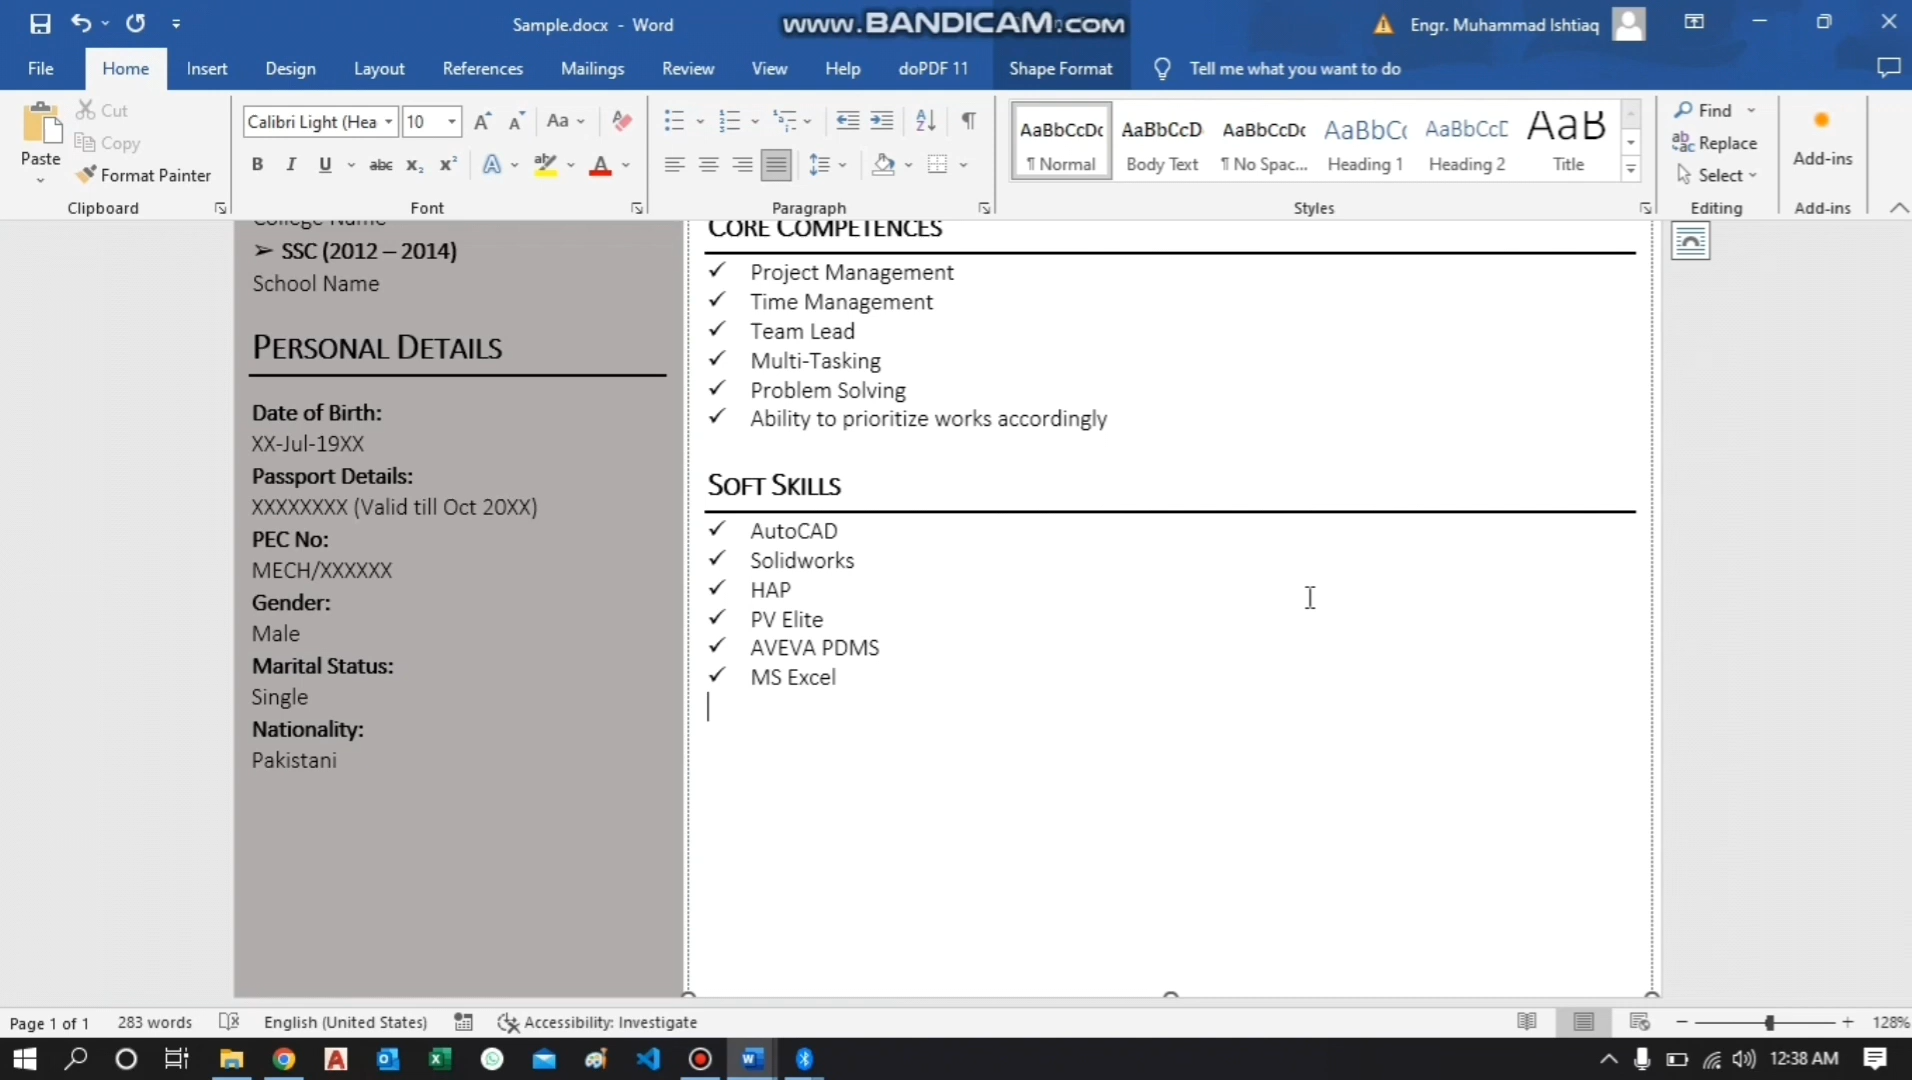 Sample.docx - Word
www.BANDICAM.com
Engr. Muhammad Ishtiaq
File Home Insert Design Layout References Mailings Review View Help doPDF 11 Shape Format Tell me what you want to do
Paste
Cut
Copy
Format Painter
Clipboard
Calibri Light (Hea 10
Font
Paragraph
AaBbCcDc AaBbCcD AaBbCcDc AaBbC( AaBbCcD AaB
¶ Normal Body Text ¶ No Spac... Heading 1 Heading 2 Title
Styles
Find
Replace
Select
Editing
Add-ins
Add-ins
College Name
➢ SSC (2012 – 2014)
School Name
PERSONAL DETAILS
Date of Birth:
XX-Jul-19XX
Passport Details:
XXXXXXXX (Valid till Oct 20XX)
PEC No:
MECH/XXXXXX
Gender:
Male
Marital Status:
Single
Nationality:
Pakistani
CORE COMPETENCES
✓ Project Management
✓ Time Management
✓ Team Lead
✓ Multi-Tasking
✓ Problem Solving
✓ Ability to prioritize works accordingly
SOFT SKILLS
✓ AutoCAD
✓ Solidworks
✓ HAP
✓ PV Elite
✓ AVEVA PDMS
✓ MS Excel
Page 1 of 1 283 words English (United States) Accessibility: Investigate 128%
12:38 AM